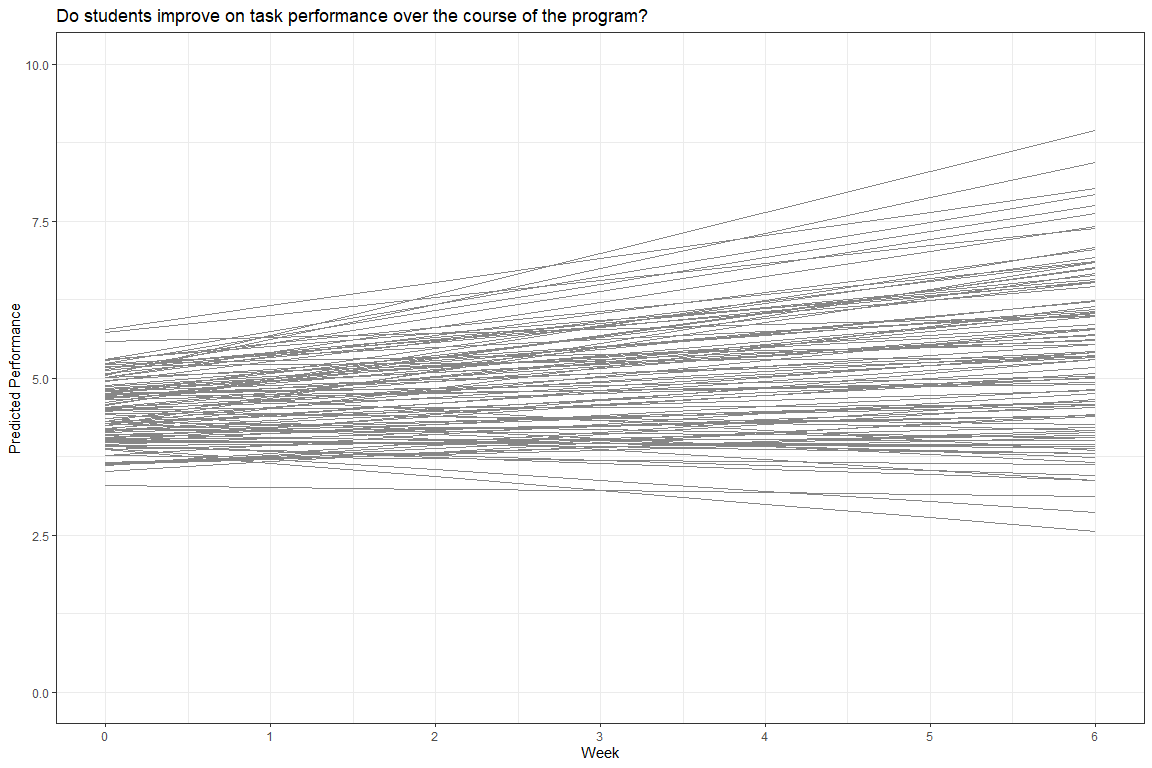 Do students improve on task performance over the course of the program?
Predicted Performance
10.0
7.5
5.0
2.5
0.0
0 1 2 3 4 5 6
Week